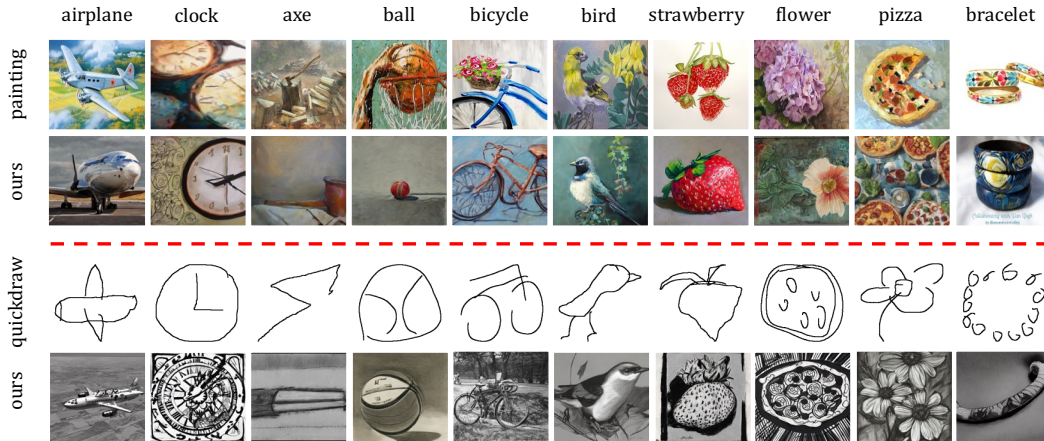 airplane clock axe ball bicycle bird strawberry flower pizza bracelet
painting
ours
quickdraw
ours